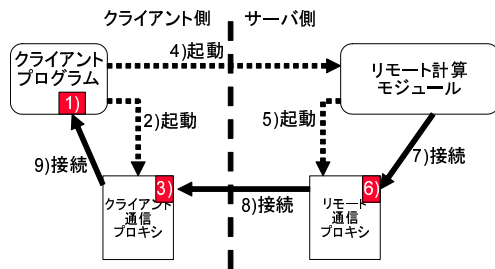 クライアント側
サーバ側
クライアント
プログラム
1)
4)起動
リモート計算
モジュール
2)起動
5)起動
7)接続
9)接続
3)
クライアント
通信
プロキシ
8)接続
6)
リモート
通信
プロキシ